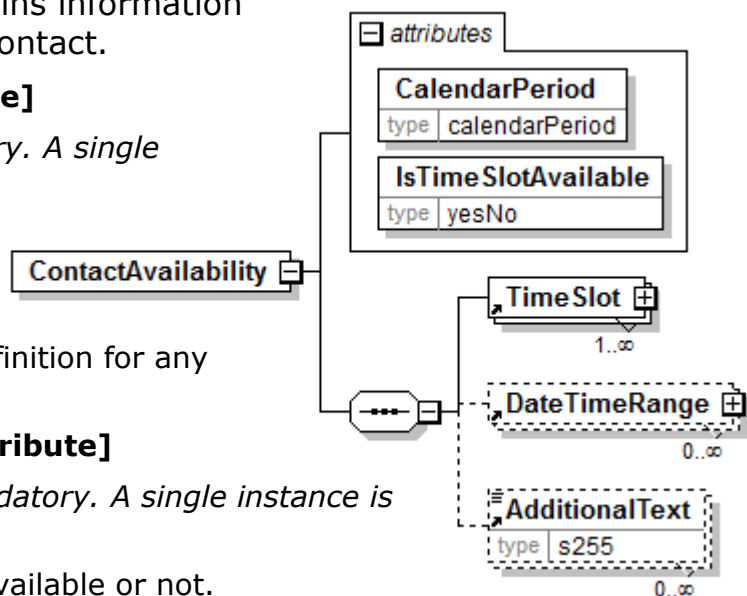 ins information
ontact.
e]
ry. A single
finition for any
tribute]
datory. A single instance is
vailable or not.
attributes
CalendarPeriod
type calendarPeriod
IsTimeSlotAvailable
type yesNo
ContactAvailability
TimeSlot
1..∞
DateTimeRange
0..∞
AdditionalText
type s255
0..∞